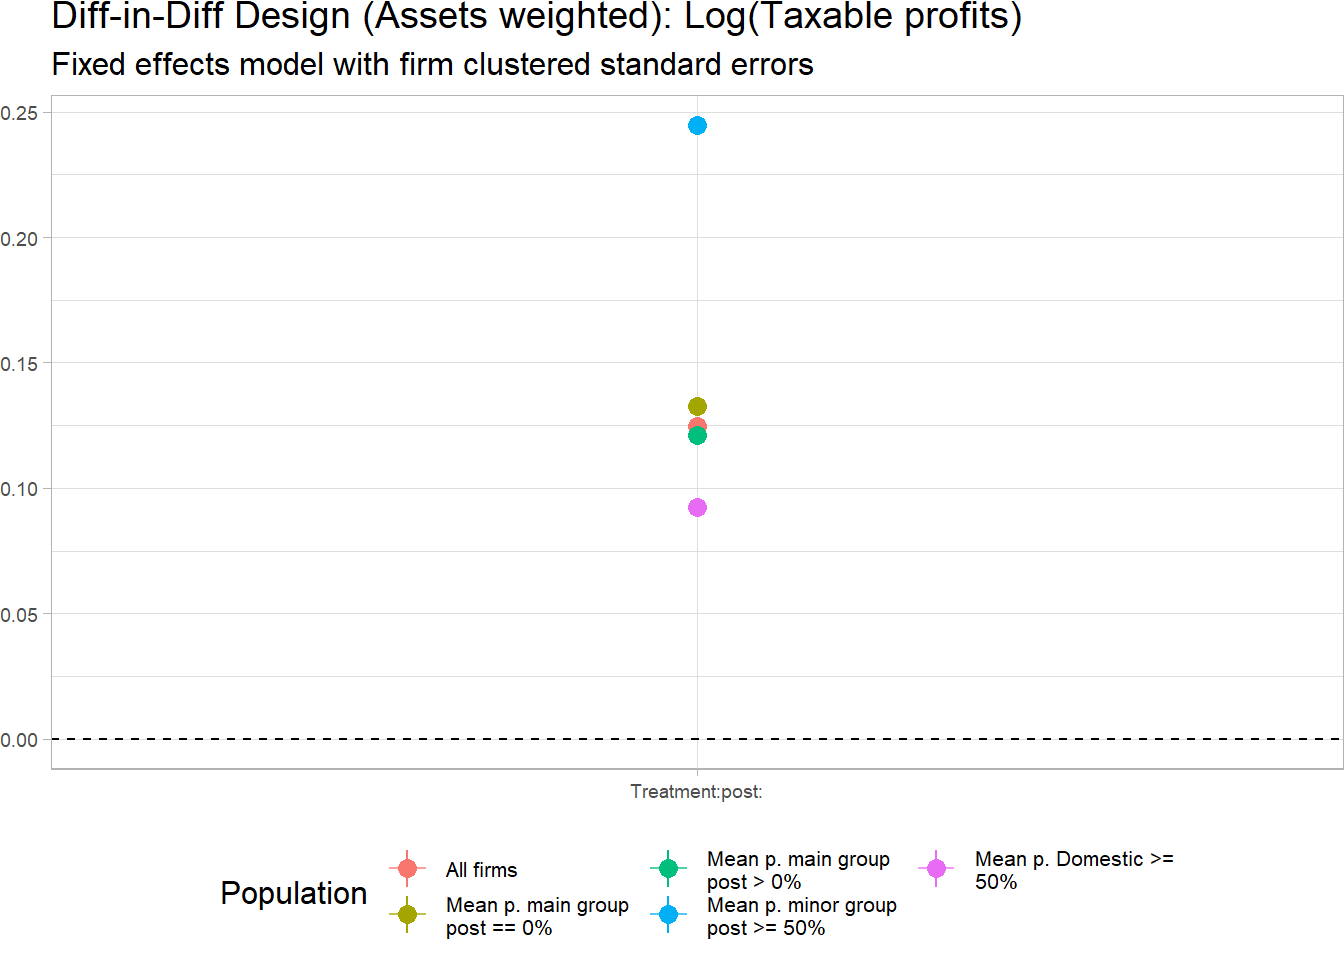 Diff-in-Diff Design (Assets weighted): Log(Taxable profits)
Fixed effects model with firm clustered standard errors
0.25
0.20
0.15
0.10
0.05
0.00
Treatment:post:
Population
All firms
Mean p. main group
post == 0%
Mean p. main group
post > 0%
Mean p. minor group
post >= 50%
Mean p. Domestic >=
50%